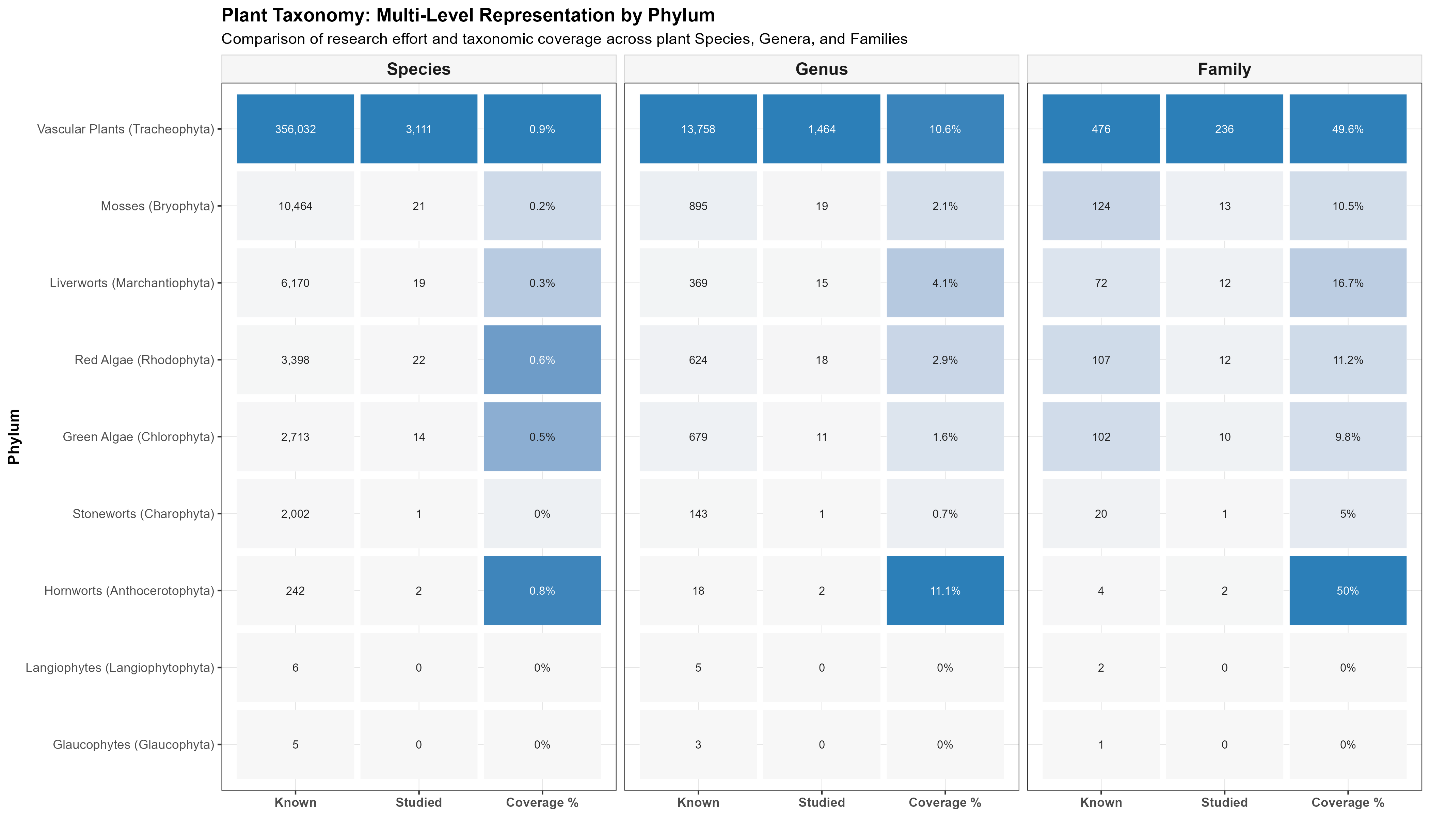 Plant Taxonomy: Multi-Level Representation by Phylum
Comparison of research effort and taxonomic coverage across plant Species, Genera, and Families
Species Genus Family
Phylum
Vascular Plants (Tracheophyta) 356,032 3,111 0.9% 13,758 1,464 10.6% 476 236 49.6%
Mosses (Bryophyta) 10,464 21 0.2% 895 19 2.1% 124 13 10.5%
Liverworts (Marchantiophyta) 6,170 19 0.3% 369 15 4.1% 72 12 16.7%
Red Algae (Rhodophyta) 3,398 22 0.6% 624 18 2.9% 107 12 11.2%
Green Algae (Chlorophyta) 2,713 14 0.5% 679 11 1.6% 102 10 9.8%
Stoneworts (Charophyta) 2,002 1 0% 143 1 0.7% 20 1 5%
Hornworts (Anthocerotophyta) 242 2 0.8% 18 2 11.1% 4 2 50%
Langiophytes (Langiophytophyta) 6 0 0% 5 0 0% 2 0 0%
Glaucophytes (Glaucophyta) 5 0 0% 3 0 0% 1 0 0%
Known Studied Coverage % Known Studied Coverage % Known Studied Coverage %